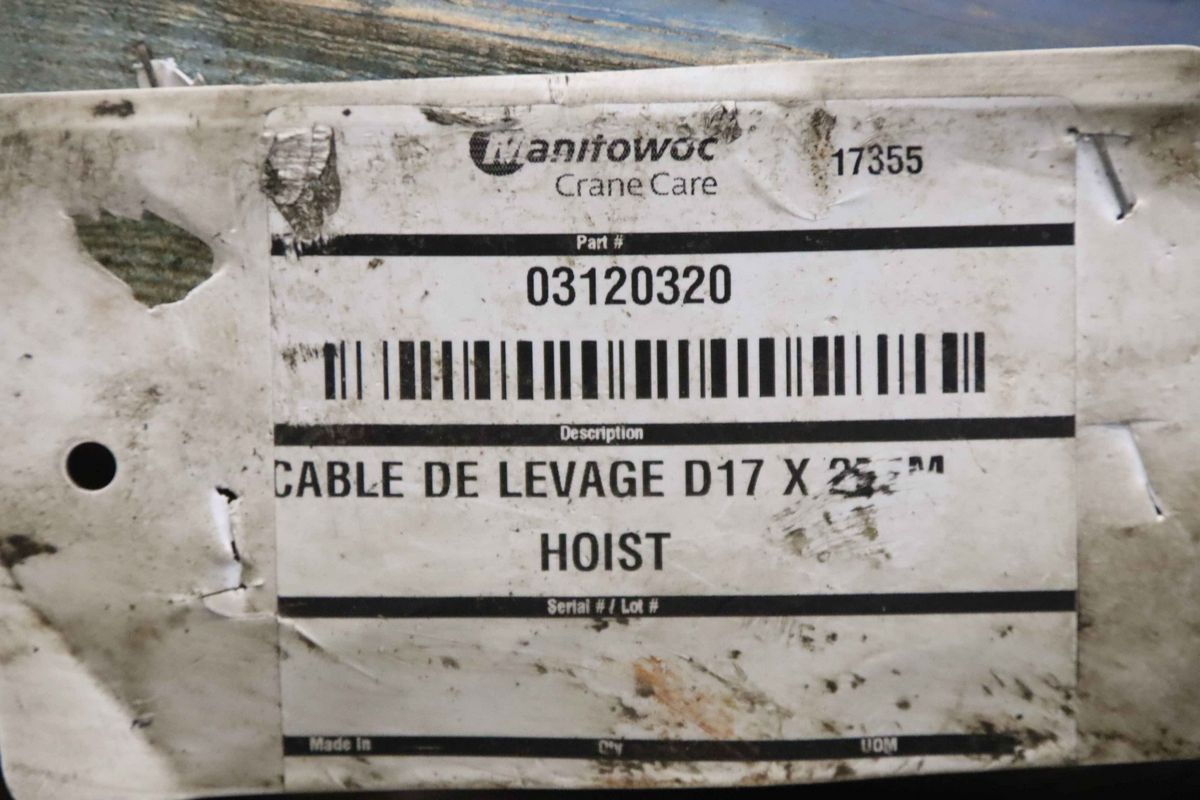 Manitowoc
Crane Care
17355
Part #
03120320
Description
CABLE DE LEVAGE D17 X
HOIST
Serial # / Lot #
Made In Qty UOM